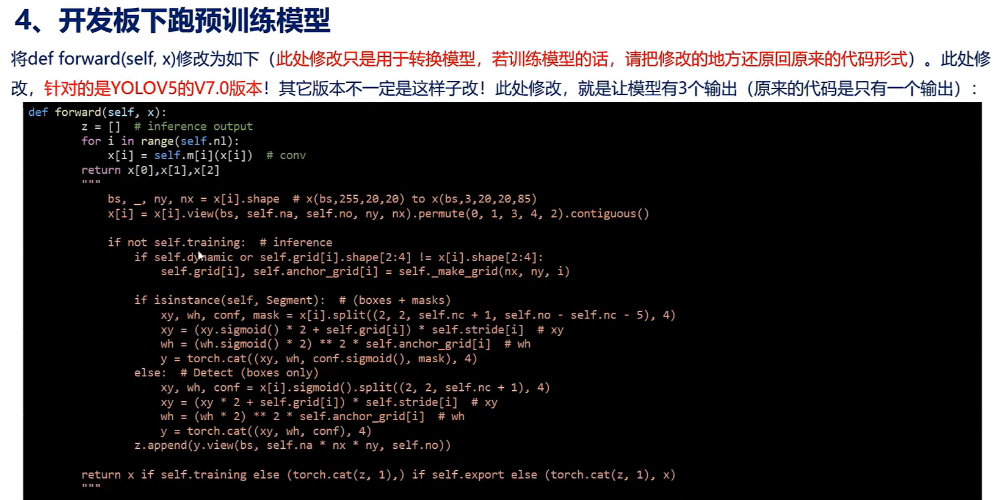 4、开发板下跑预训练模型
将def forward(self, x)修改为如下（此处修改只是用于转换模型，若训练模型的话，请把修改的地方还原回原来的代码形式）。此处修
改，针对的是YOLOV5的V7.0版本！其它版本不一定是这样子改！此处修改，就是让模型有3个输出（原来的代码是只有一个输出）：
def forward(self, x):
z = []  # inference output
for i in range(self.nl):
x[i] = self.m[i](x[i])  # conv
return x[0],x[1],x[2]
"""
bs, _, ny, nx = x[i].shape  # x(bs,255,20,20) to x(bs,3,20,20,85)
x[i] = x[i].view(bs, self.na, self.no, ny, nx).permute(0, 1, 3, 4, 2).contiguous()
if not self.training:  # inference
if self.dynamic or self.grid[i].shape[2:4] != x[i].shape[2:4]:
self.grid[i], self.anchor_grid[i] = self._make_grid(nx, ny, i)
if isinstance(self, Segment):  # (boxes + masks)
xy, wh, conf, mask = x[i].split((2, 2, self.nc + 1, self.no - self.nc - 5), 4)
xy = (xy.sigmoid() * 2 + self.grid[i]) * self.stride[i]  # xy
wh = (wh.sigmoid() * 2) ** 2 * self.anchor_grid[i]  # wh
y = torch.cat((xy, wh, conf.sigmoid(), mask), 4)
else:  # Detect (boxes only)
xy, wh, conf = x[i].sigmoid().split((2, 2, self.nc + 1), 4)
xy = (xy * 2 + self.grid[i]) * self.stride[i]  # xy
wh = (wh * 2) ** 2 * self.anchor_grid[i]  # wh
y = torch.cat((xy, wh, conf), 4)
z.append(y.view(bs, self.na * nx * ny, self.no))
return x if self.training else (torch.cat(z, 1),) if self.export else (torch.cat(z, 1), x)
"""